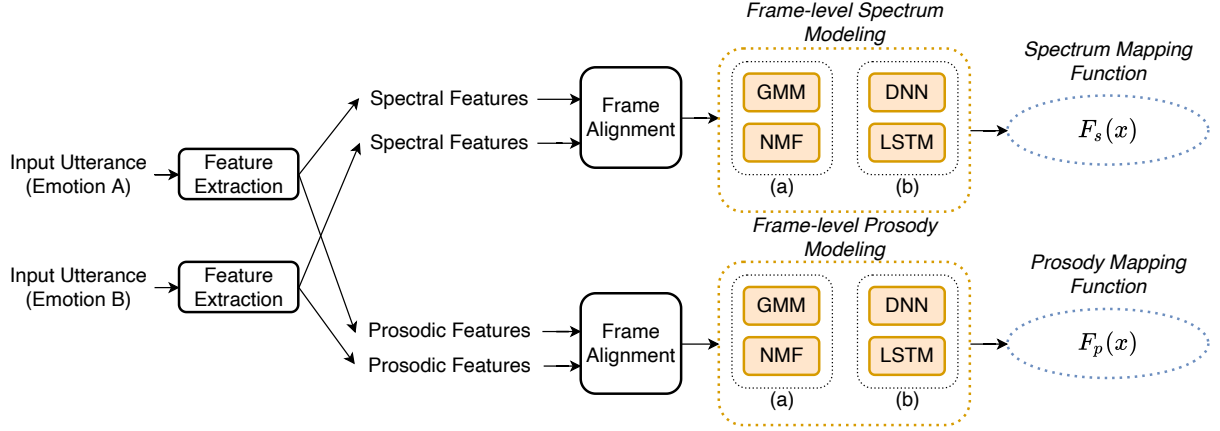 Frame-level Spectrum
Modeling
Spectrum Mapping
Function
Spectral Features
Spectral Features
Frame
Alignment
GMM
NMF
(a)
DNN
LSTM
(b)
F_s(x)
Input Utterance
(Emotion A)
Feature
Extraction
Input Utterance
(Emotion B)
Feature
Extraction
Frame-level Prosody
Modeling
Prosody Mapping
Function
Prosodic Features
Prosodic Features
Frame
Alignment
GMM
NMF
(a)
DNN
LSTM
(b)
F_p(x)